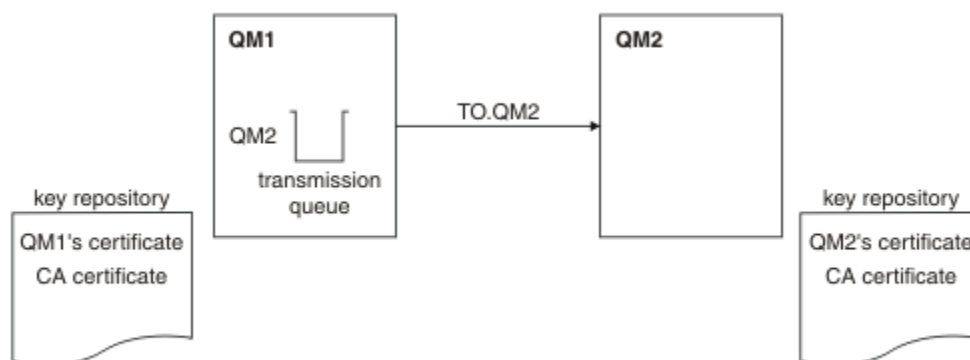 QM1
QM2
TO.QM2
QM2
transmission
queue
key repository
QM1's certificate
CA certificate
key repository
QM2's certificate
CA certificate